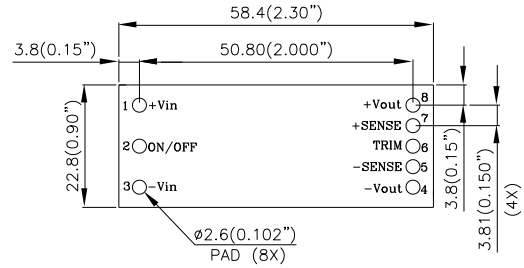 58.4(2.30")
3.8(0.15")
50.80(2.000")
1 +Vin
+Vout 8
+SENSE 7
2 ON/OFF
TRIM 6
-SENSE 5
3 -Vin
-Vout 4
22.8(0.90")
3.8(0.15")
3.81(0.150")
(4X)
ø2.6(0.102")
PAD (8X)